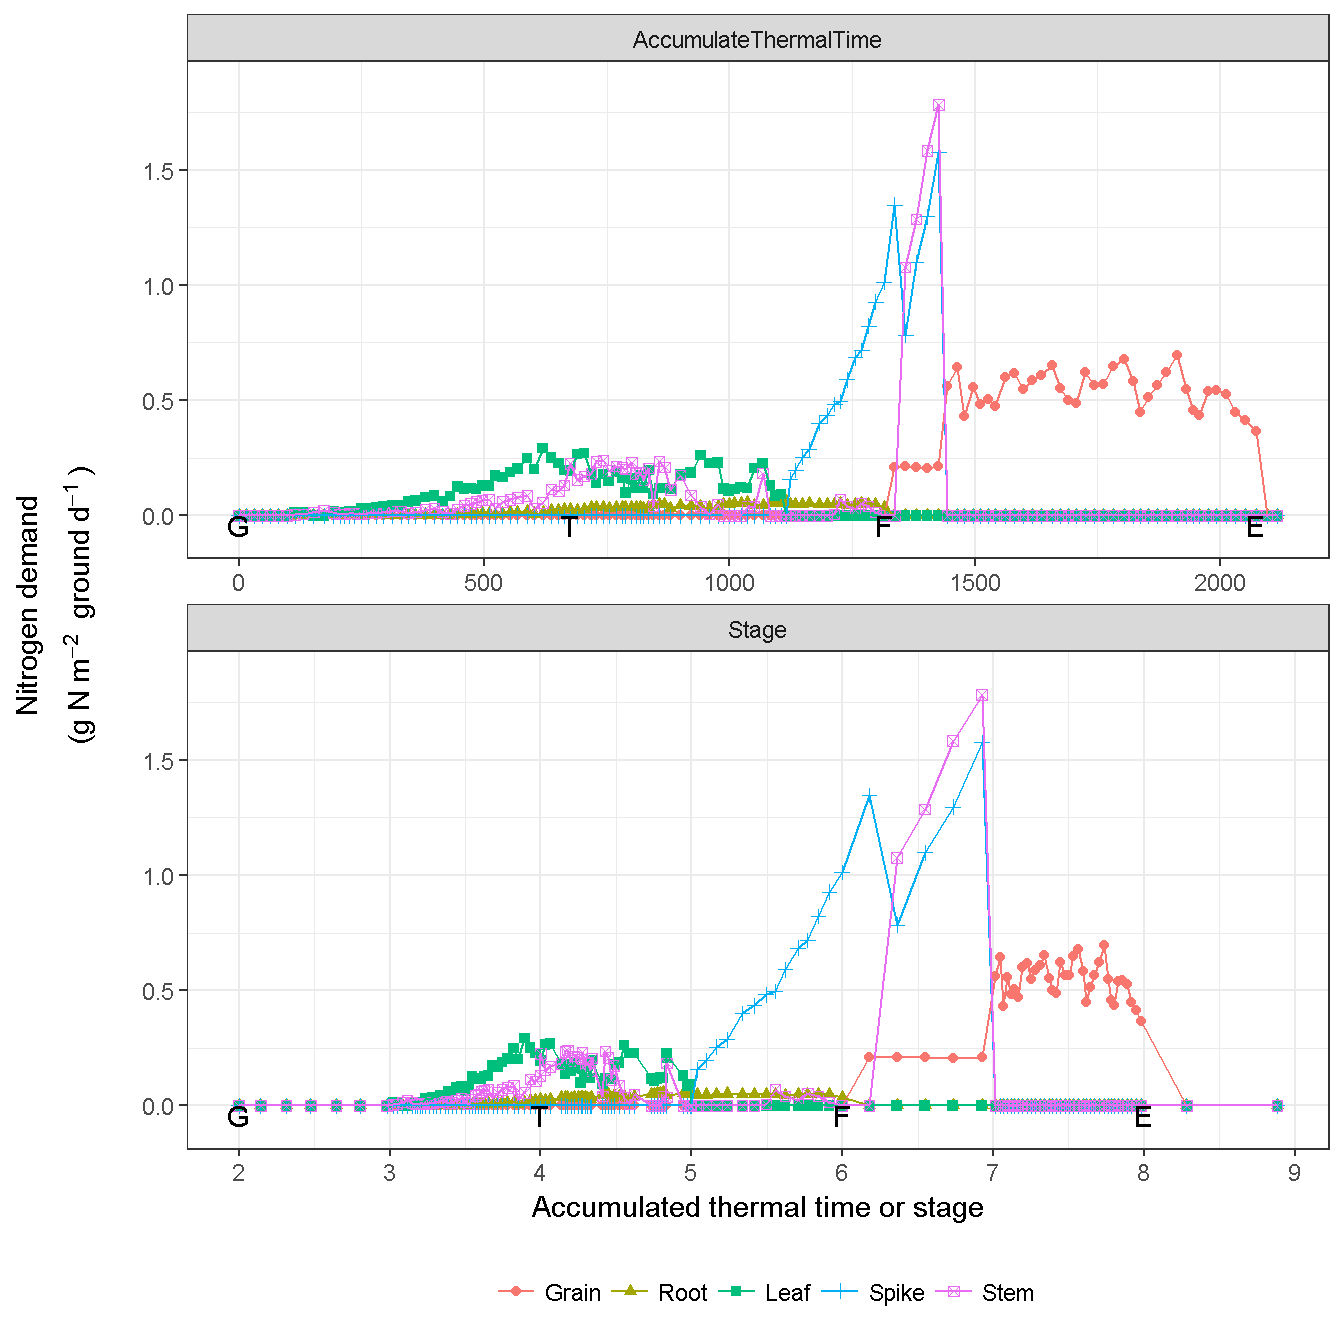 AccumulateThermalTime
1.5
1.0
0.5
0.0
G T F E
0 500 1000 1500 2000
Stage
1.5
1.0
0.5
0.0
G T F E
2 3 4 5 6 7 8 9
Nitrogen demand
(g N m−2 ground d−1)
Accumulated thermal time or stage
Grain Root Leaf Spike Stem